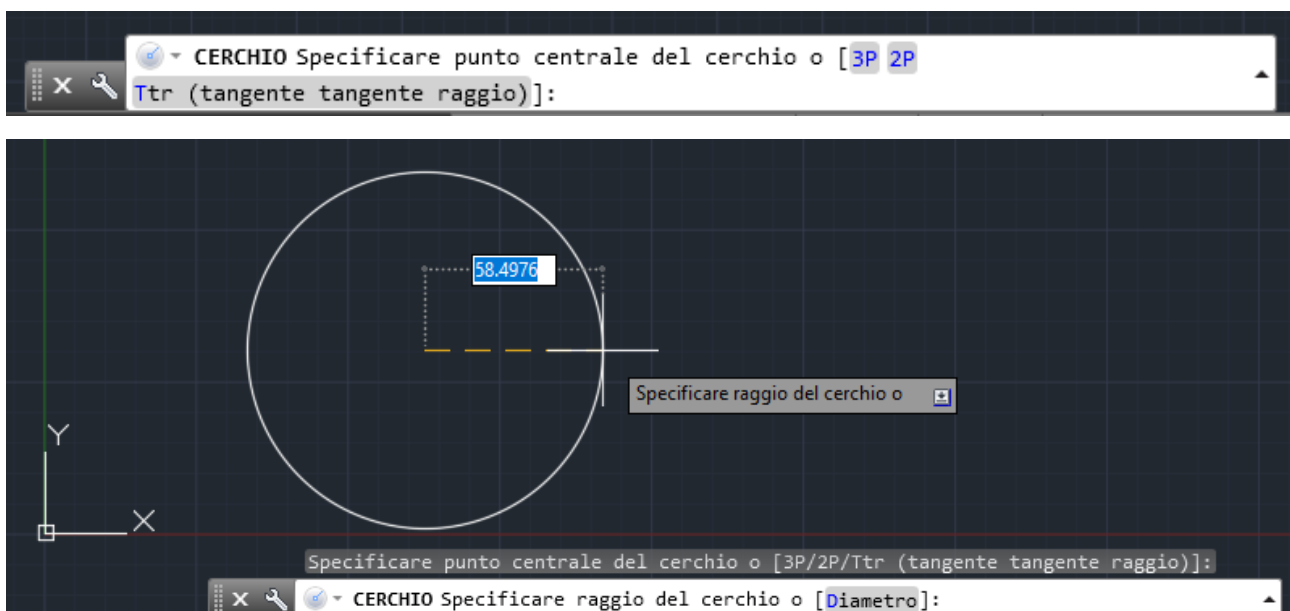 CERCHIO Specificare punto centrale del cerchio o [3P 2P
Ttr (tangente tangente raggio)]:
58.4976
Specificare raggio del cerchio o
Y
X
Specificare punto centrale del cerchio o [3P/2P/Ttr (tangente tangente raggio)]:
CERCHIO Specificare raggio del cerchio o [Diametro]: